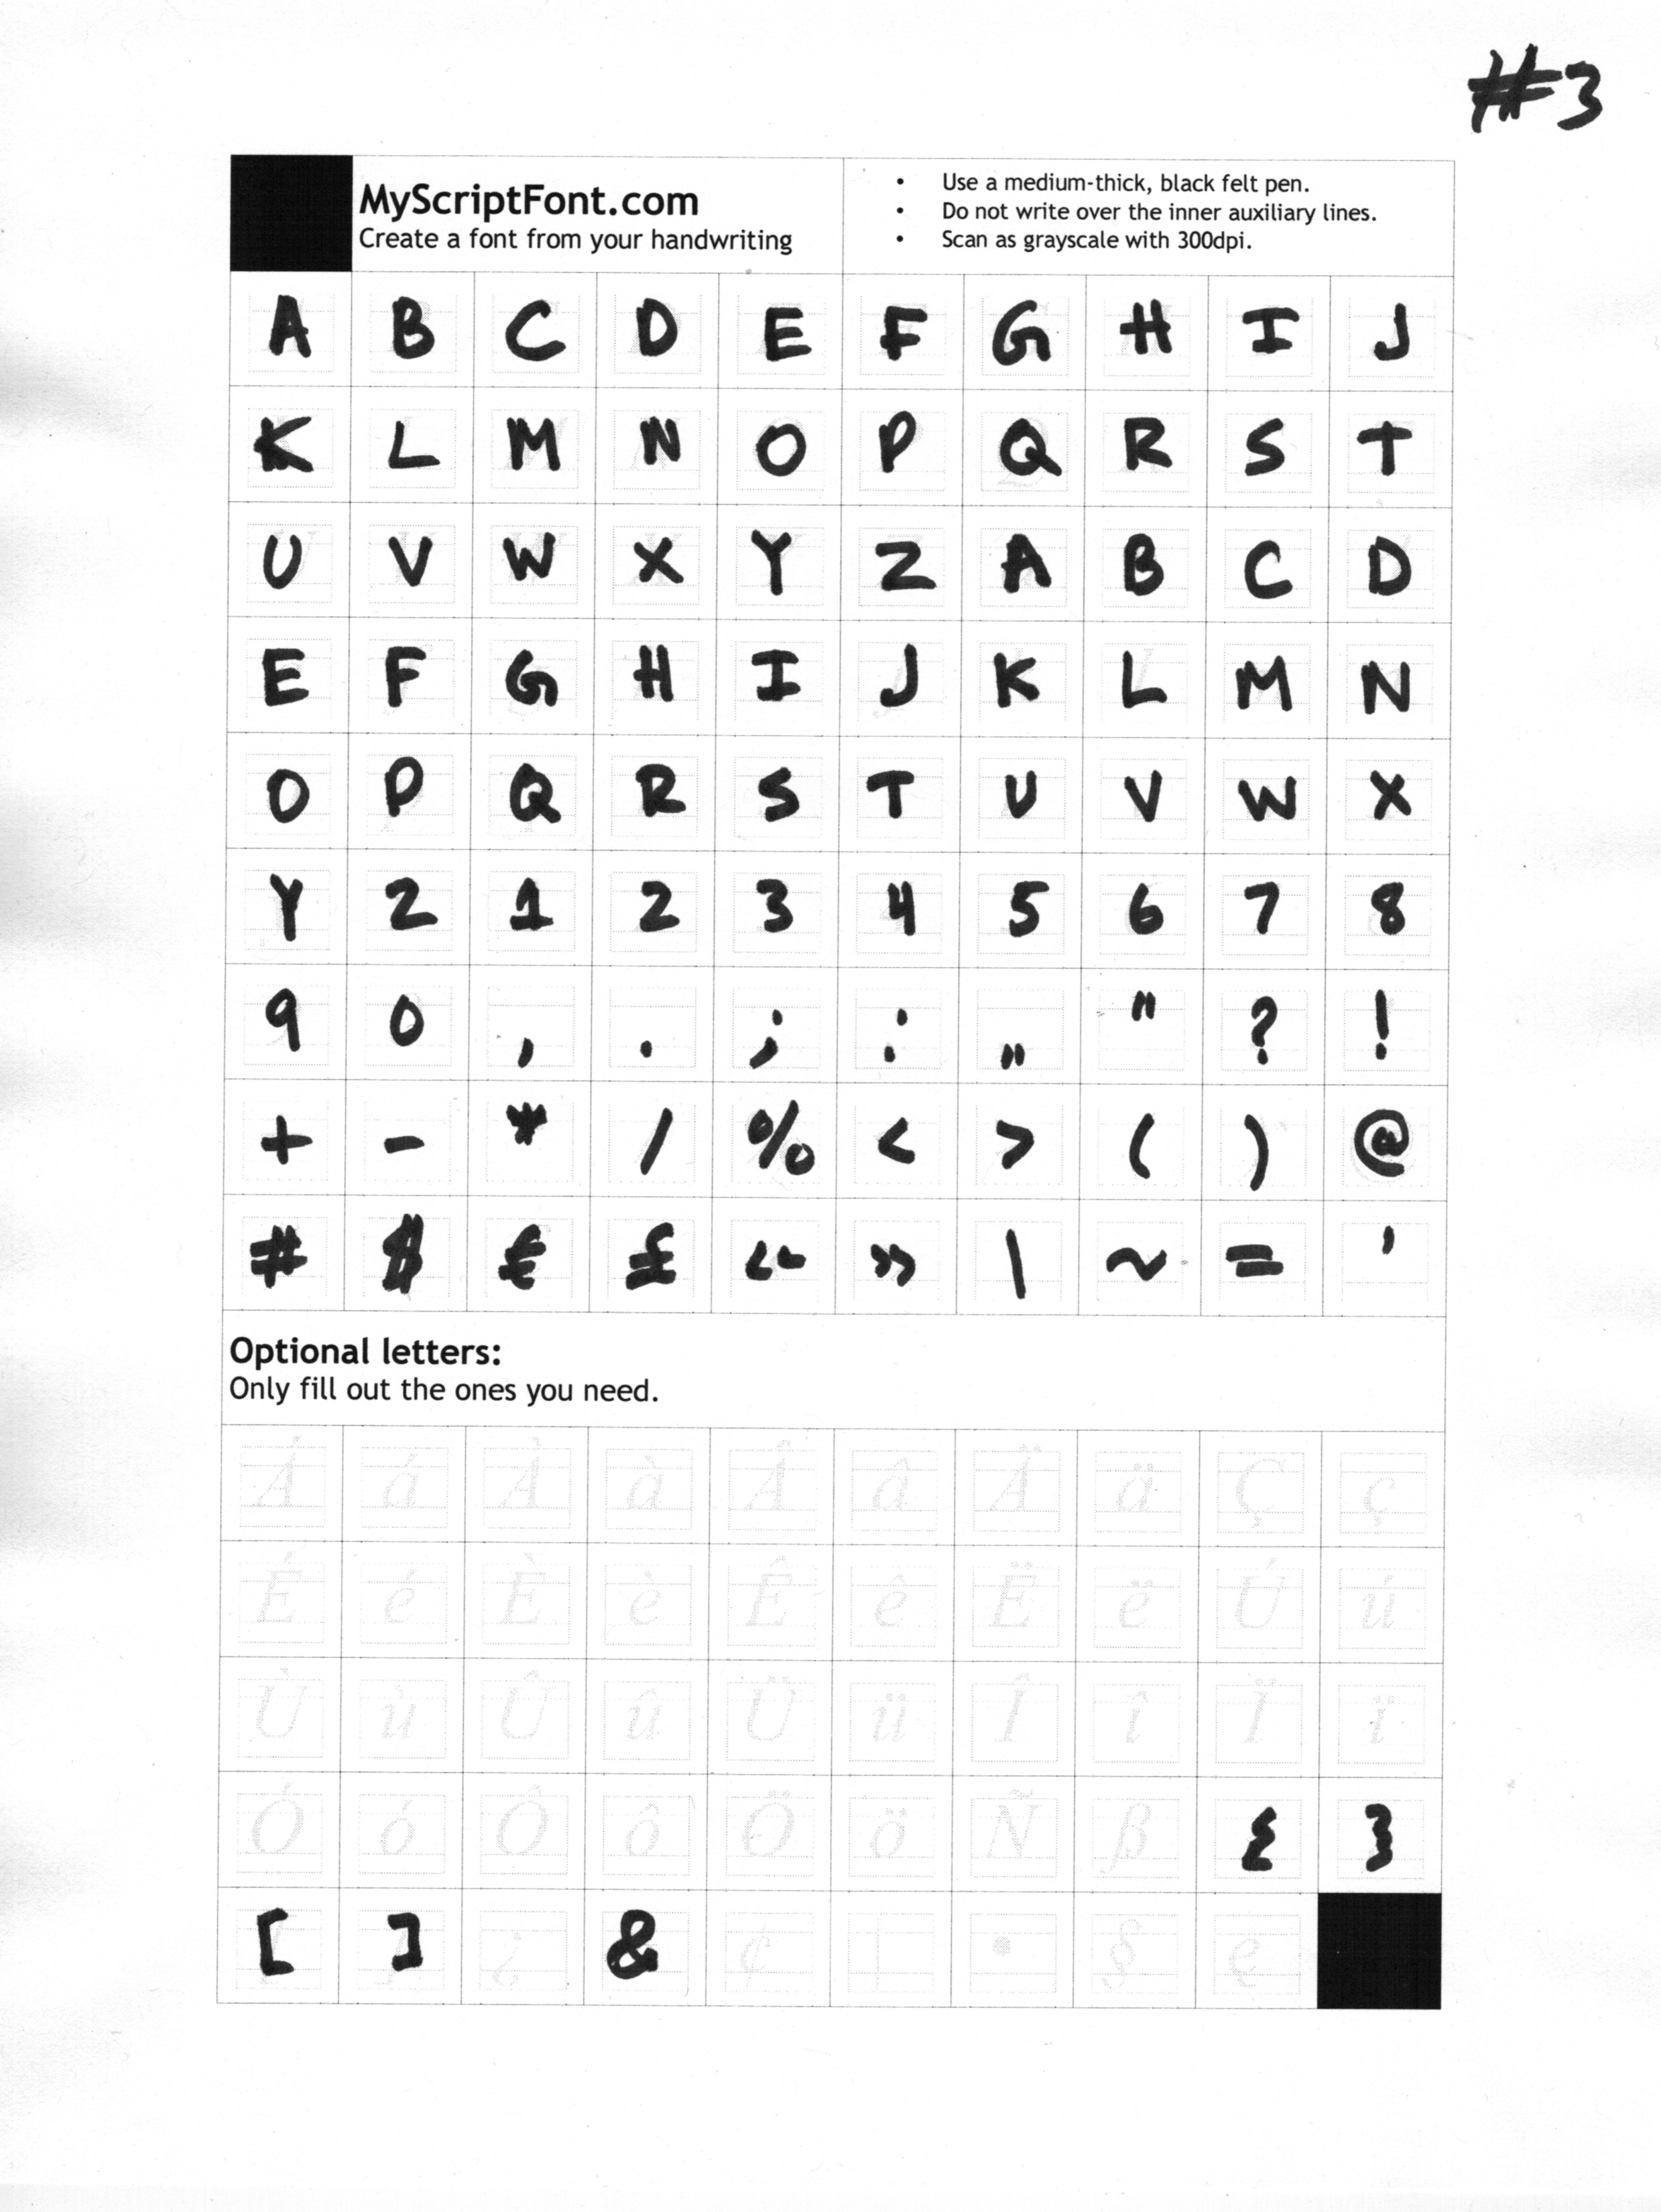 #3
MyScriptFont.com
Create a font from your handwriting
• Use a medium-thick, black felt pen.
• Do not write over the inner auxiliary lines.
• Scan as grayscale with 300dpi.
A B C D E F G H I J
K L M N O P Q R S T
U V W X Y Z A B C D
E F G H I J K L M N
O P Q R S T U V W X
Y Z 1 2 3 4 5 6 7 8
9 0 , . ; : „ " ? !
+ - * / % < > ( ) @
# $ € £ « » \ ~ = '
Optional letters:
Only fill out the ones you need.
Á á À à Â â Ä ä Ç ç
É é È è Ê ê Ë ë Ú ú
Ù ù Û û Ü ü Î î Ï ï
Ó ó Ô ô Ö ö Ñ ß { }
[ ] ¿ & ¢ | • § ę